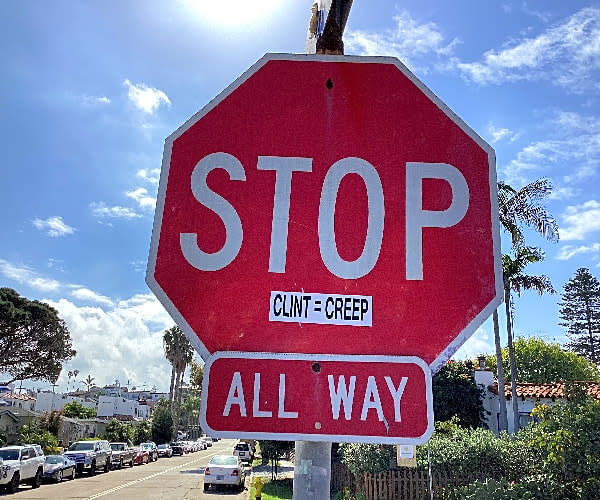 STOP
CLINT = CREEP
ALL WAY